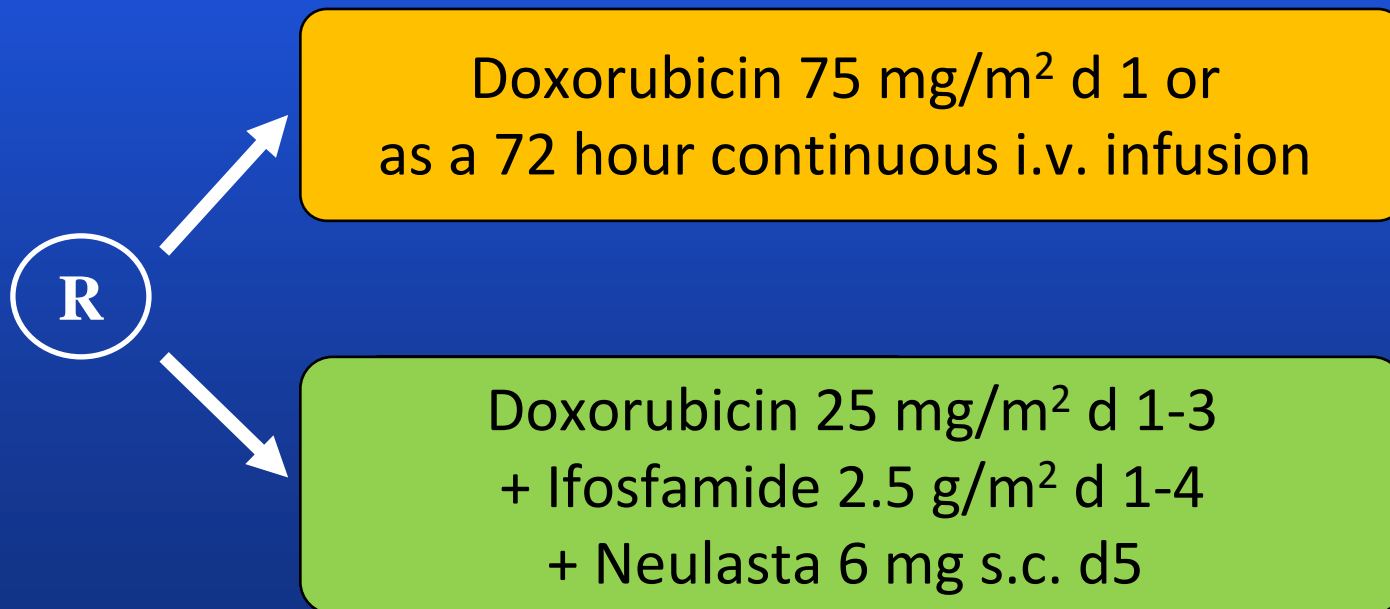 Doxorubicin 75 mg/m² d 1 or
as a 72 hour continuous i.v. infusion
R
Doxorubicin 25 mg/m² d 1-3
+ Ifosfamide 2.5 g/m² d 1-4
+ Neulasta 6 mg s.c. d5